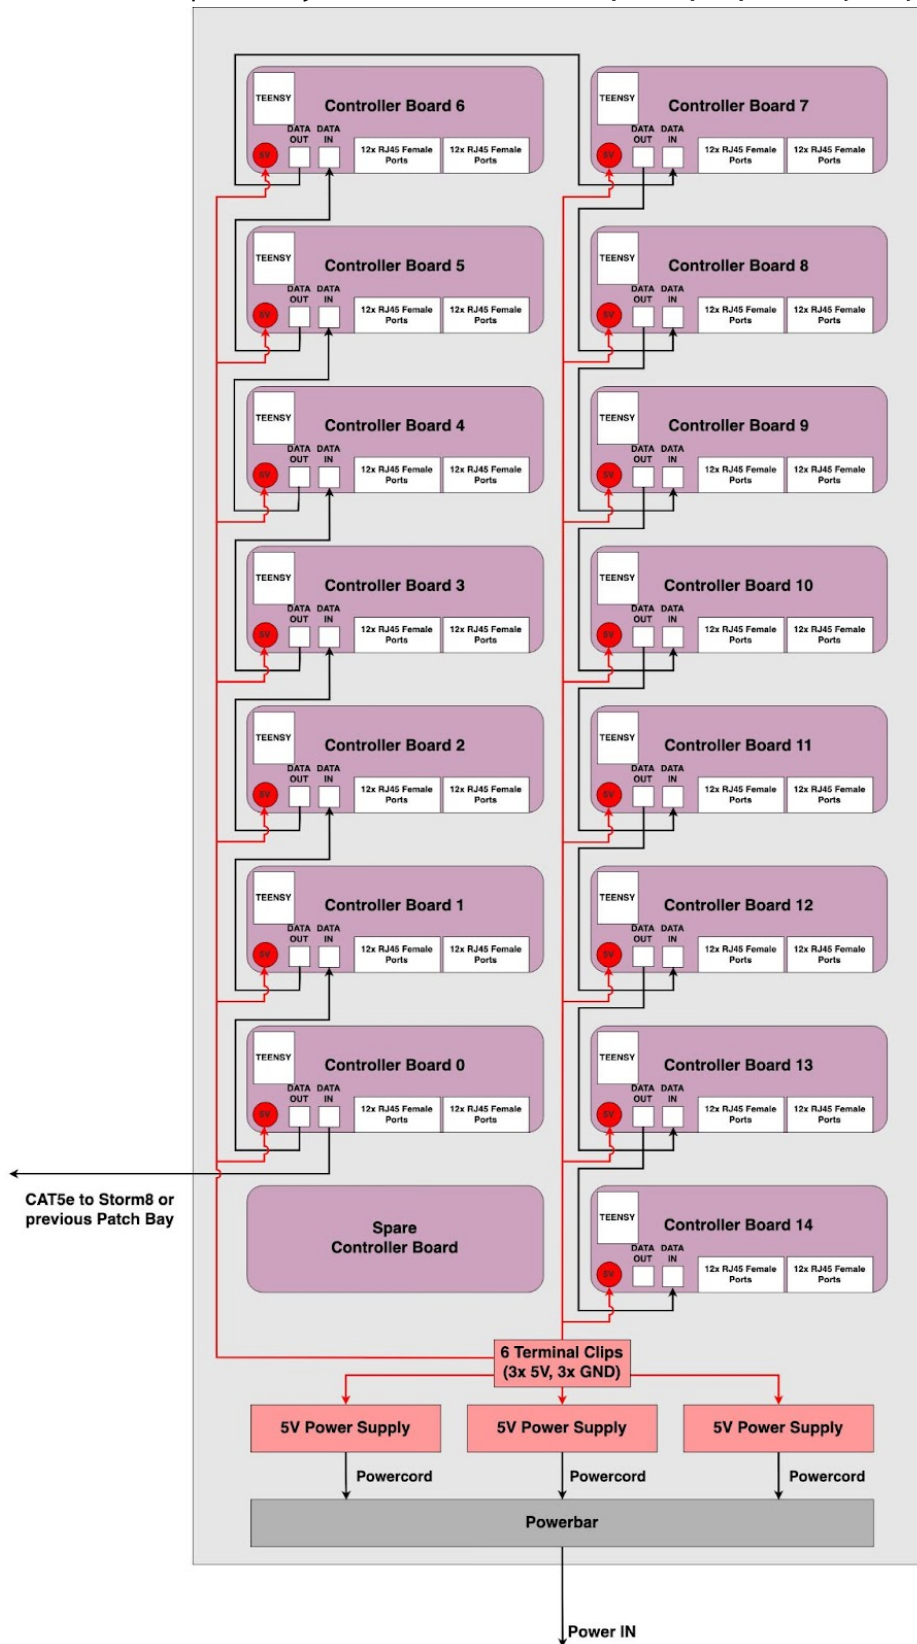 TEENSY
Controller Board 6
DATA OUT
DATA IN
5V
12x RJ45 Female Ports
12x RJ45 Female Ports
TEENSY
Controller Board 7
DATA OUT
DATA IN
5V
12x RJ45 Female Ports
12x RJ45 Female Ports
TEENSY
Controller Board 5
DATA OUT
DATA IN
5V
12x RJ45 Female Ports
12x RJ45 Female Ports
TEENSY
Controller Board 8
DATA OUT
DATA IN
5V
12x RJ45 Female Ports
12x RJ45 Female Ports
TEENSY
Controller Board 4
DATA OUT
DATA IN
5V
12x RJ45 Female Ports
12x RJ45 Female Ports
TEENSY
Controller Board 9
DATA OUT
DATA IN
5V
12x RJ45 Female Ports
12x RJ45 Female Ports
TEENSY
Controller Board 3
DATA OUT
DATA IN
5V
12x RJ45 Female Ports
12x RJ45 Female Ports
TEENSY
Controller Board 10
DATA OUT
DATA IN
5V
12x RJ45 Female Ports
12x RJ45 Female Ports
TEENSY
Controller Board 2
DATA OUT
DATA IN
5V
12x RJ45 Female Ports
12x RJ45 Female Ports
TEENSY
Controller Board 11
DATA OUT
DATA IN
5V
12x RJ45 Female Ports
12x RJ45 Female Ports
TEENSY
Controller Board 1
DATA OUT
DATA IN
5V
12x RJ45 Female Ports
12x RJ45 Female Ports
TEENSY
Controller Board 12
DATA OUT
DATA IN
5V
12x RJ45 Female Ports
12x RJ45 Female Ports
TEENSY
Controller Board 0
DATA OUT
DATA IN
5V
12x RJ45 Female Ports
12x RJ45 Female Ports
TEENSY
Controller Board 13
DATA OUT
DATA IN
5V
12x RJ45 Female Ports
12x RJ45 Female Ports
CAT5e to Storm8 or
previous Patch Bay
Spare
Controller Board
TEENSY
Controller Board 14
DATA OUT
DATA IN
5V
12x RJ45 Female Ports
12x RJ45 Female Ports
6 Terminal Clips
(3x 5V, 3x GND)
5V Power Supply
5V Power Supply
5V Power Supply
Powercord
Powercord
Powercord
Powerbar
Power IN